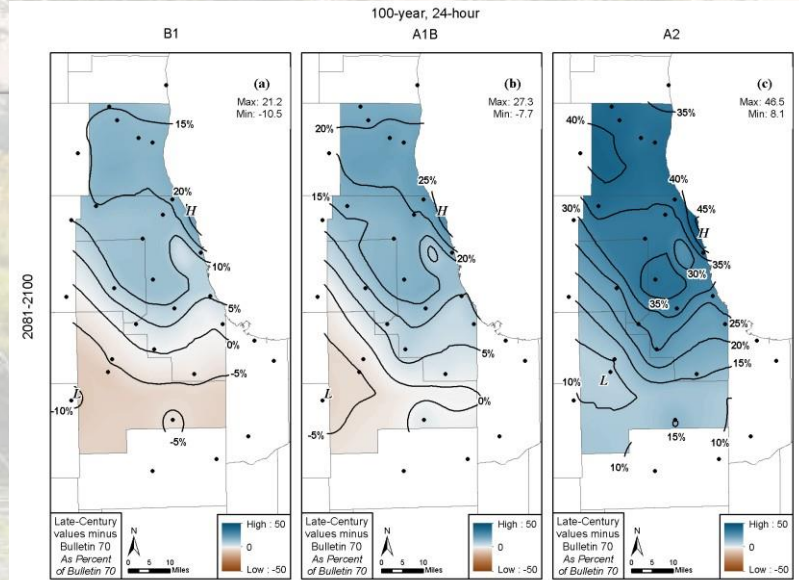 100-year, 24-hour
B1
A1B
A2
2081-2100
(a)
Max: 21.2
Min: -10.5
15%
20%
H
10%
5%
0%
-5%
L
-10%
-5%
Late-Century
values minus
Bulletin 70
As Percent
of Bulletin 70
N
0 5 10
Miles
High : 50
0
Low : -50
(b)
Max: 27.3
Min: -7.7
20%
25%
15%
5%
0%
H
20%
5%
0%
L
-5%
Late-Century
values minus
Bulletin 70
As Percent
of Bulletin 70
N
0 5 10
Miles
High : 50
0
Low : -50
(c)
Max: 46.5
Min: 8.1
35%
40%
40%
30%
45%
H
35%
30%
35%
25%
20%
15%
10%
L
15%
10%
10%
Late-Century
values minus
Bulletin 70
As Percent
of Bulletin 70
N
0 5 10
Miles
High : 50
0
Low : -50